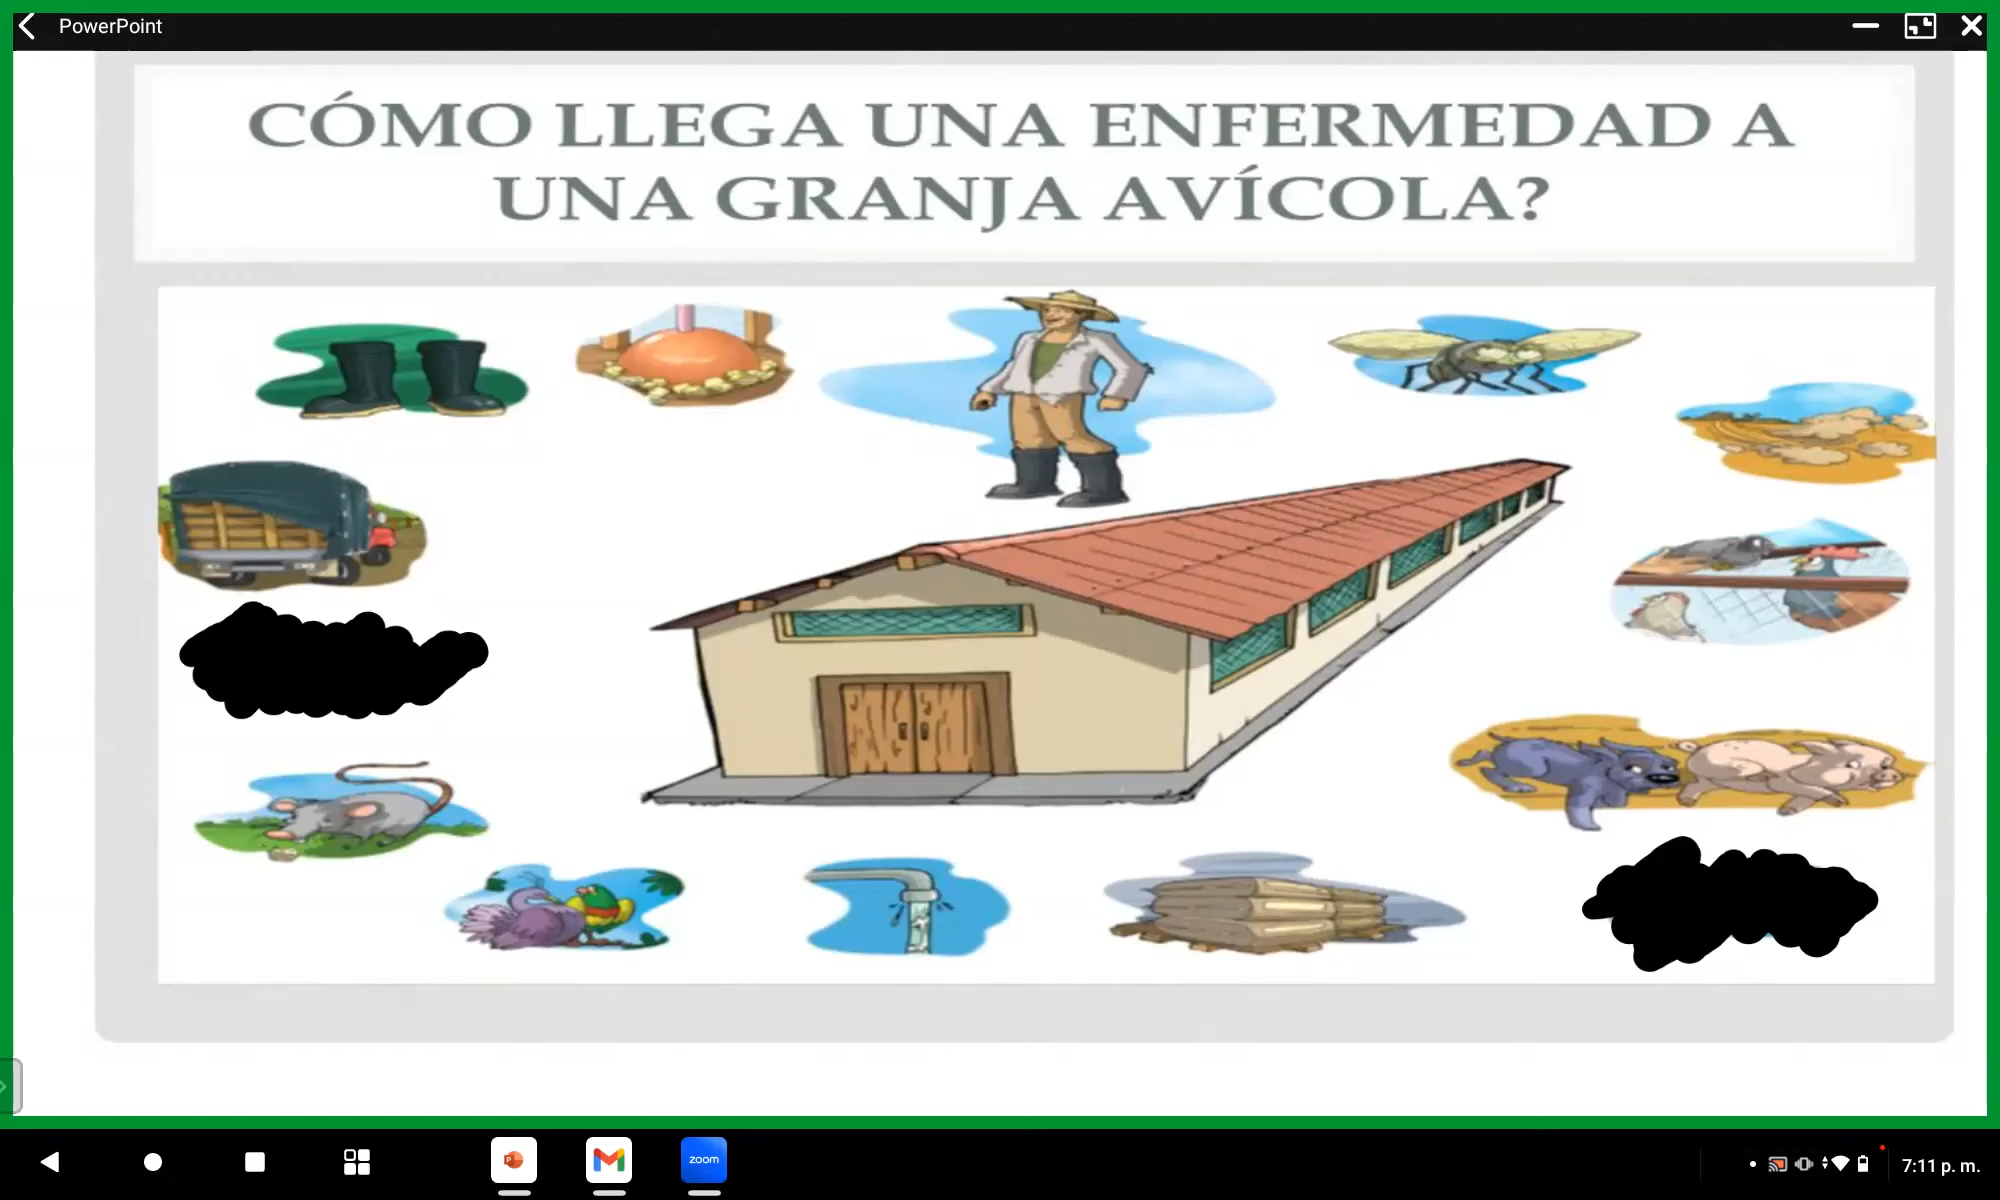 PowerPoint
CÓMO LLEGA UNA ENFERMEDAD A
UNA GRANJA AVÍCOLA?
P
zoom
7:11 p. m.